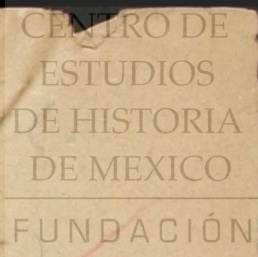 CENTRO DE
ESTUDIOS
DE HISTORIA
DE MEXICO
FUNDACIÓN